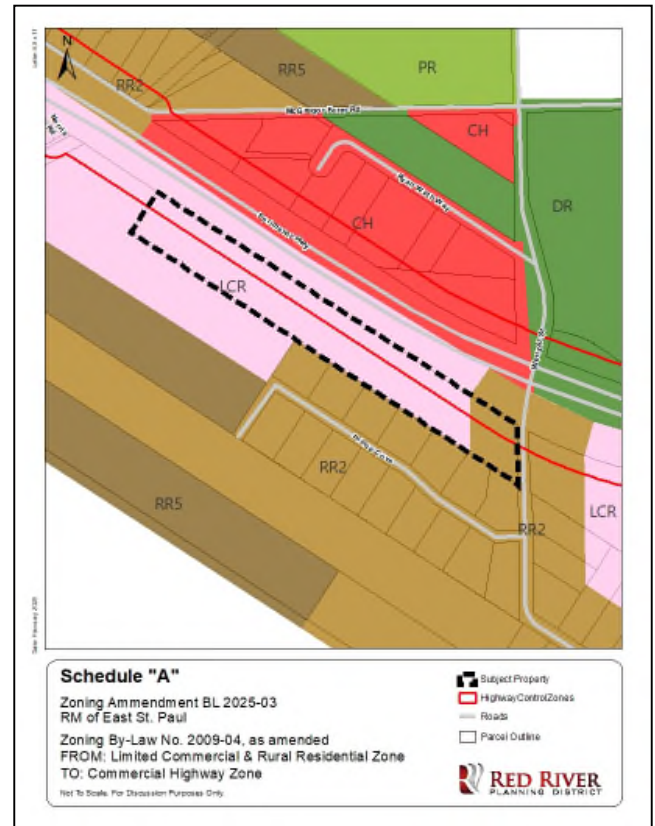 N
RR2
RR5
PR
McGregor Farm Rd
CH
CH
DR
LCR
RR2
RR5
RR2
LCR
Schedule "A"
Zoning Ammendment BL 2025-03
RM of East St. Paul
Zoning By-Law No. 2009-04, as amended
FROM: Limited Commercial & Rural Residential Zone
TO: Commercial Highway Zone
Not To Scale. For Discussion Purposes Only
Subject Property
HighwayControlZones
Roads
Parcel Outline
RED RIVER
PLANNING DISTRICT